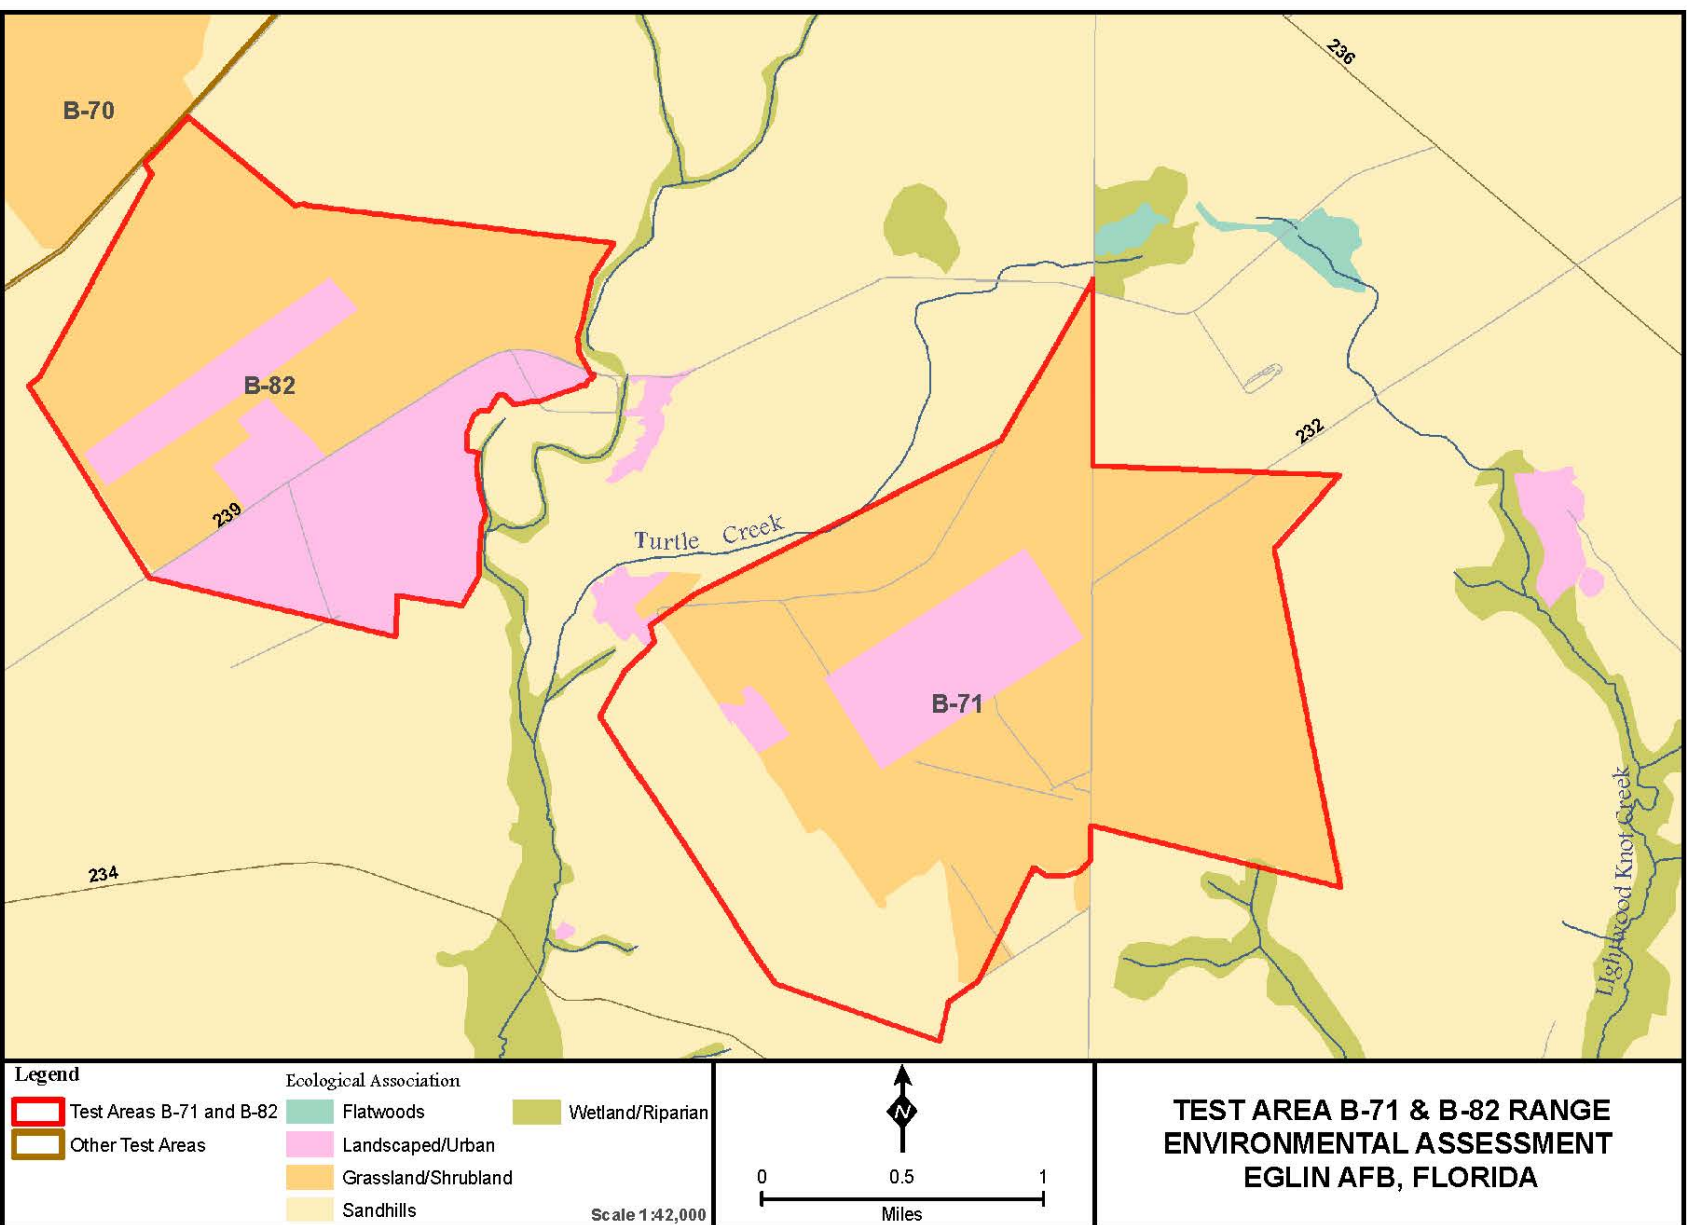 236
B-70
B-82
232
239
Turtle Creek
B-71
Lighwood Knot Creek
234
Legend
Test Areas B-71 and B-82
Other Test Areas
Ecological Association
Flatwoods
Landscaped/Urban
Grassland/Shrubland
Sandhills
Wetland/Riparian
Scale 1:42,000
N
0 0.5 1
Miles
TEST AREA B-71 & B-82 RANGE
ENVIRONMENTAL ASSESSMENT
EGLIN AFB, FLORIDA